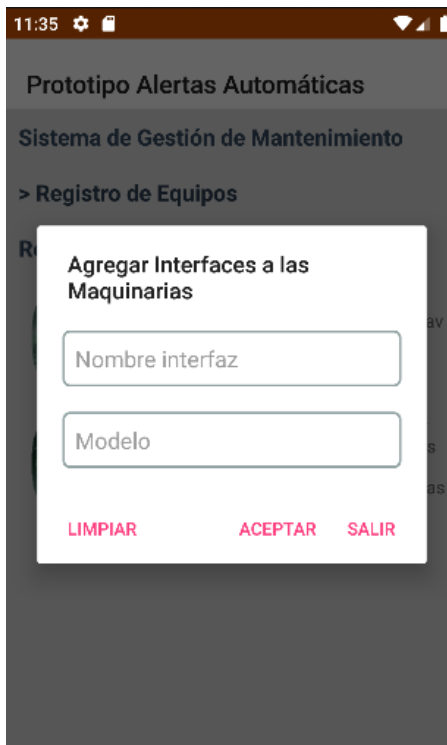 11:35
Prototipo Alertas Automáticas
Sistema de Gestión de Mantenimiento
> Registro de Equipos
Agregar Interfaces a las
Maquinarias
Nombre interfaz
Modelo
LIMPIAR ACEPTAR SALIR